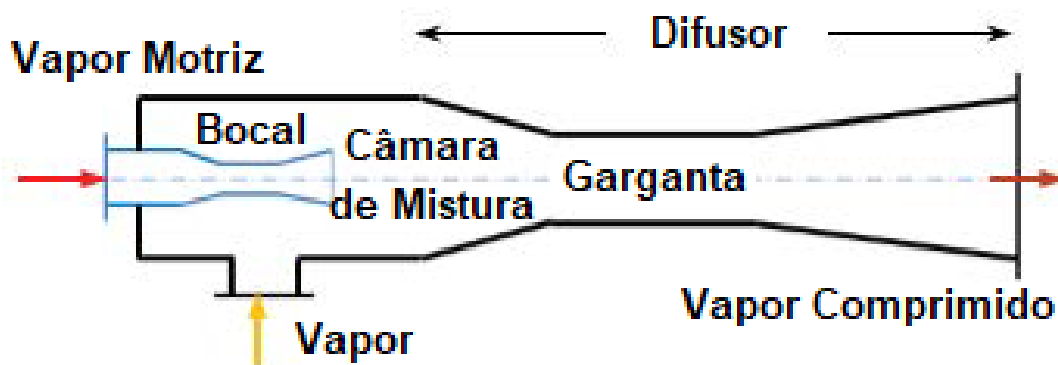 Difusor
Vapor Motriz
Bocal
Câmara
de Mistura
Garganta
Vapor Comprimido
Vapor